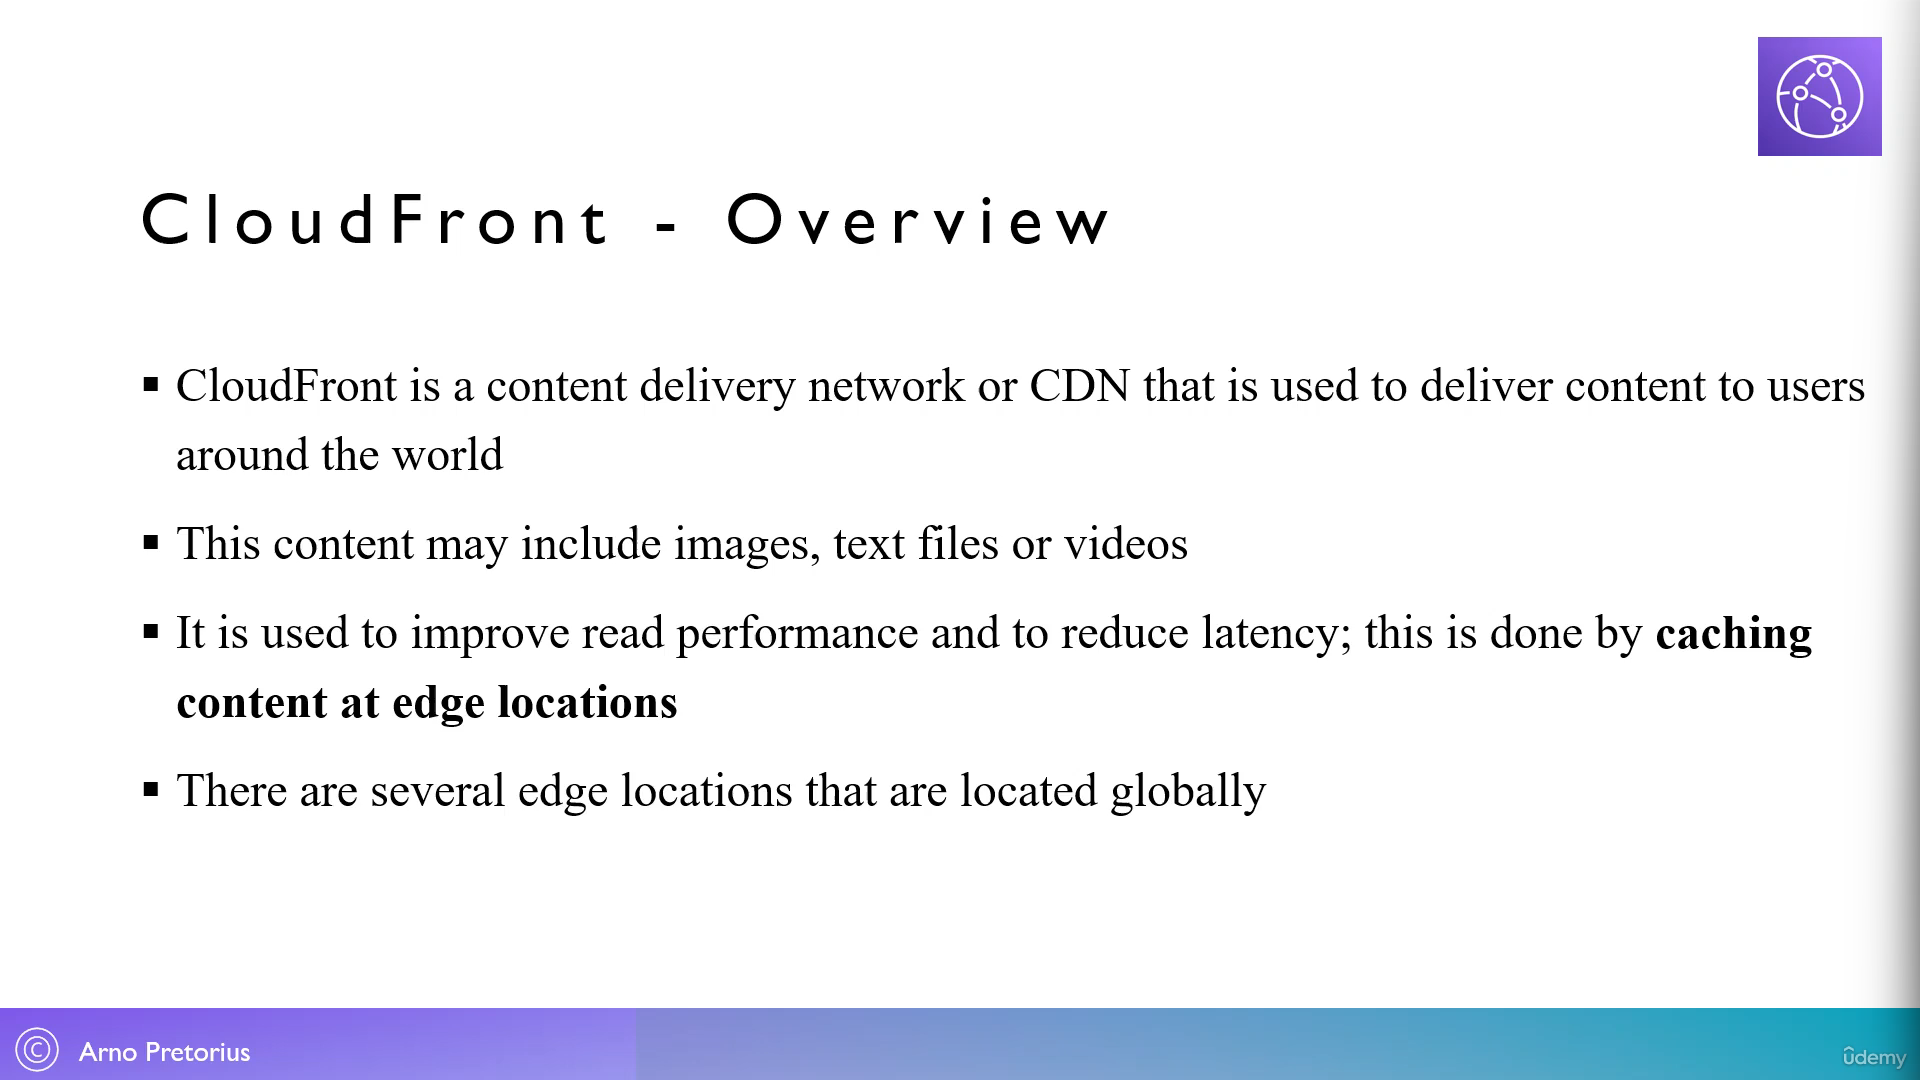 CloudFront - Overview
▪ CloudFront is a content delivery network or CDN that is used to deliver content to users
around the world
▪ This content may include images, text files or videos
▪ It is used to improve read performance and to reduce latency; this is done by caching
content at edge locations
▪ There are several edge locations that are located globally
© Arno Pretorius
ûdemy